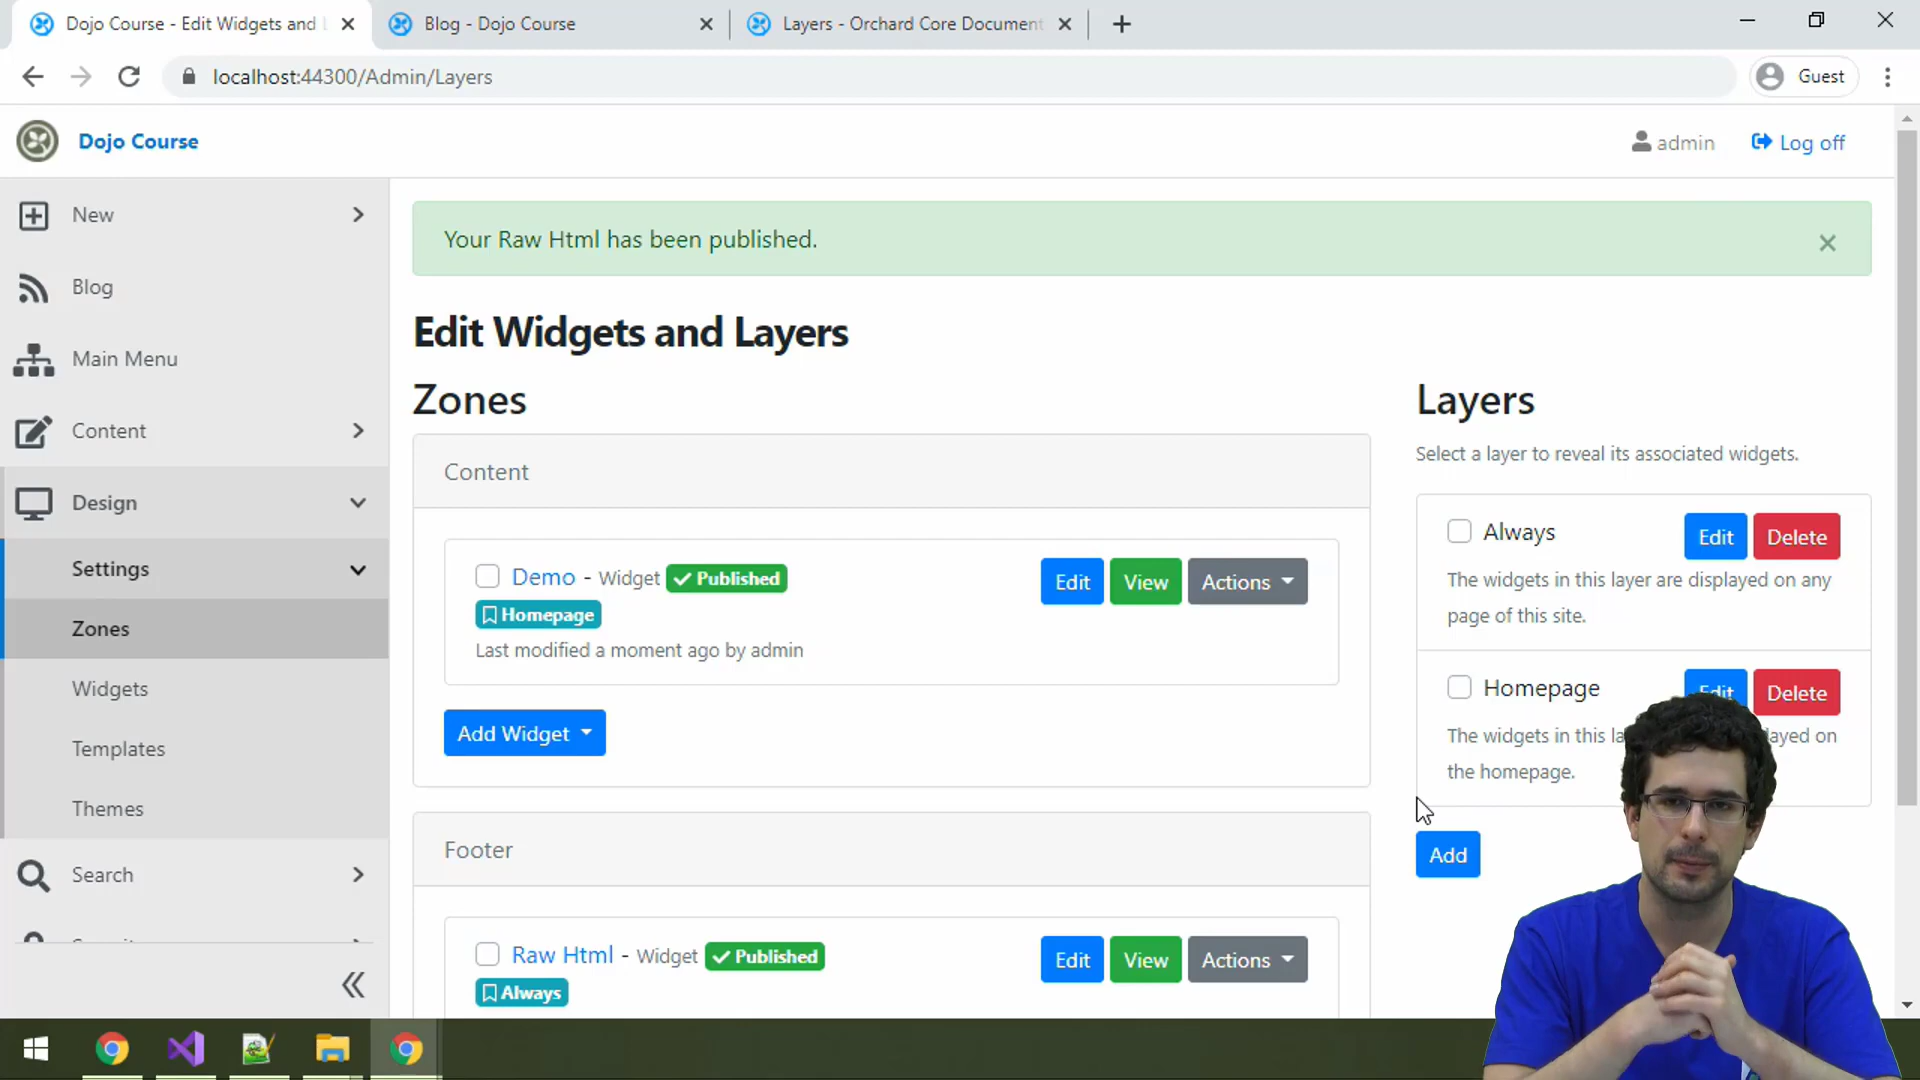 Dojo Course - Edit Widgets and L
Blog - Dojo Course
Layers - Orchard Core Document
localhost:44300/Admin/Layers
Guest
Dojo Course
admin
Log off
New
Blog
Main Menu
Content
Design
Settings
Zones
Widgets
Templates
Themes
Search
Your Raw Html has been published.
Edit Widgets and Layers
Zones
Content
Demo - Widget Published
Homepage
Last modified a moment ago by admin
Edit View Actions
Add Widget
Footer
Raw Html - Widget Published
Always
Edit View Actions
Layers
Select a layer to reveal its associated widgets.
Always Edit Delete
The widgets in this layer are displayed on any
page of this site.
Homepage Edit Delete
The widgets in this la ayed on
the homepage.
Add